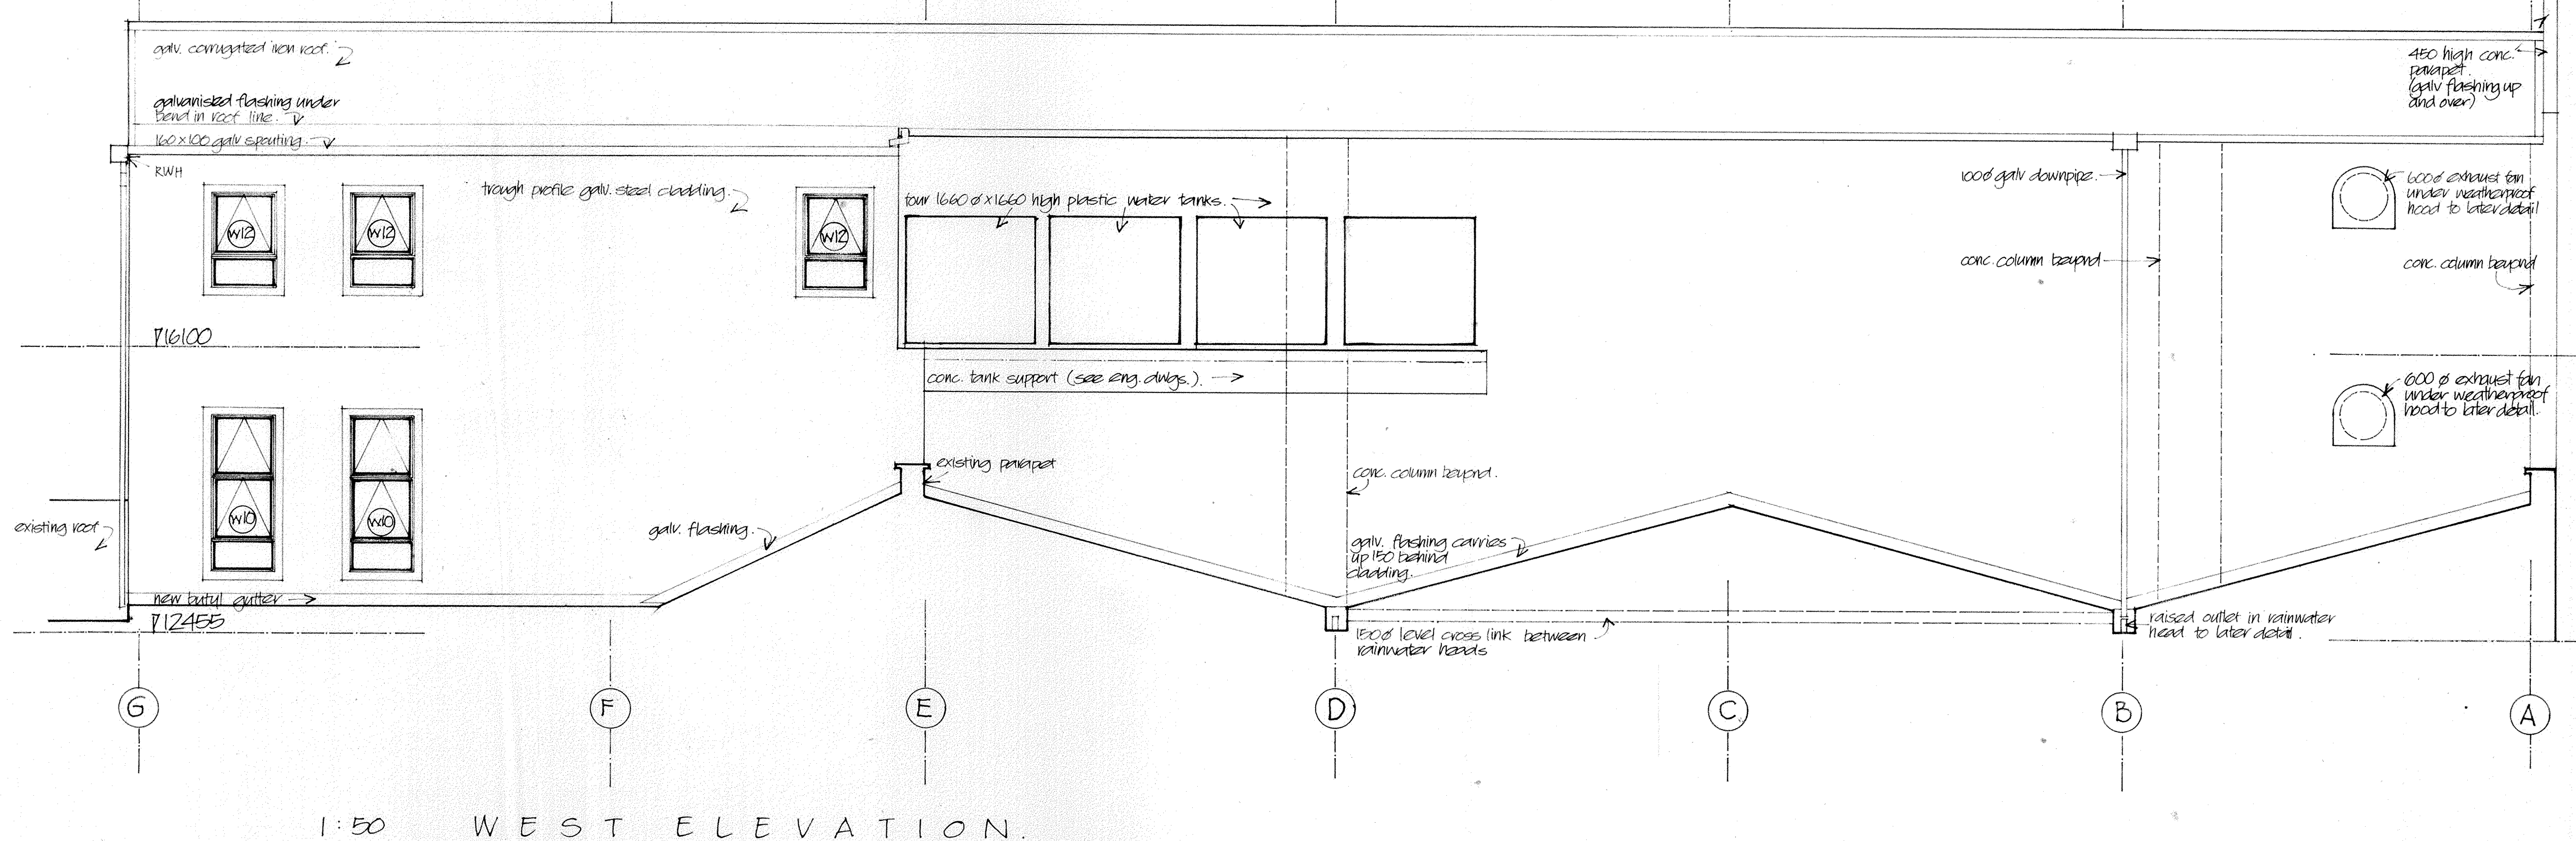 galv. corrugated iron roof.
galvanised flashing under
bend in roof line.
160x100 galv spouting.
RWH
450 high conc.
parapet.
(galv flashing up
and over)
trough profile galv. steel cladding.
four 1660 ø x 1660 high plastic water tanks.
100ø galv downpipe.
600ø exhaust fan
under weatherproof
hood to later detail
W12
W12
W12
conc. column beyond
conc. column beyond
16100
conc. tank support (see eng. dwgs.).
600 ø exhaust fan
under weatherproof
hood to later detail.
existing parapet
conc. column beyond.
existing roof
W10
W10
galv. flashing.
galv. flashing carries
up 150 behind
cladding.
new butyl gutter
12455
150ø level cross link between
rainwater heads
raised outlet in rainwater
head to later detail.
G
F
E
D
C
B
A
1:50 WEST ELEVATION.